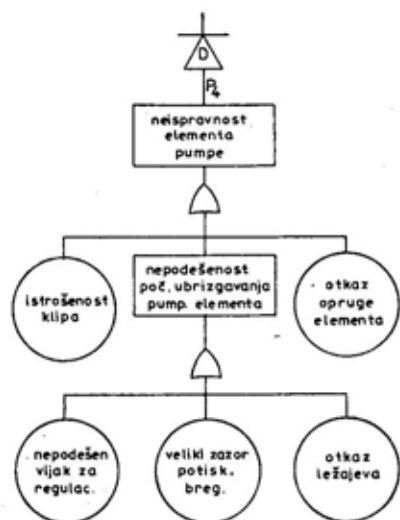 D
P4
neispravnost
elementa
pumpe
istrošenost
klipa
nepodešenost
poč. ubrizgavanja
pump. elementa
otkaz
opruge
elementa
nepodešen
vijak za
regulac.
veliki zazor
potisk.
breg.
otkaz
ležajeva